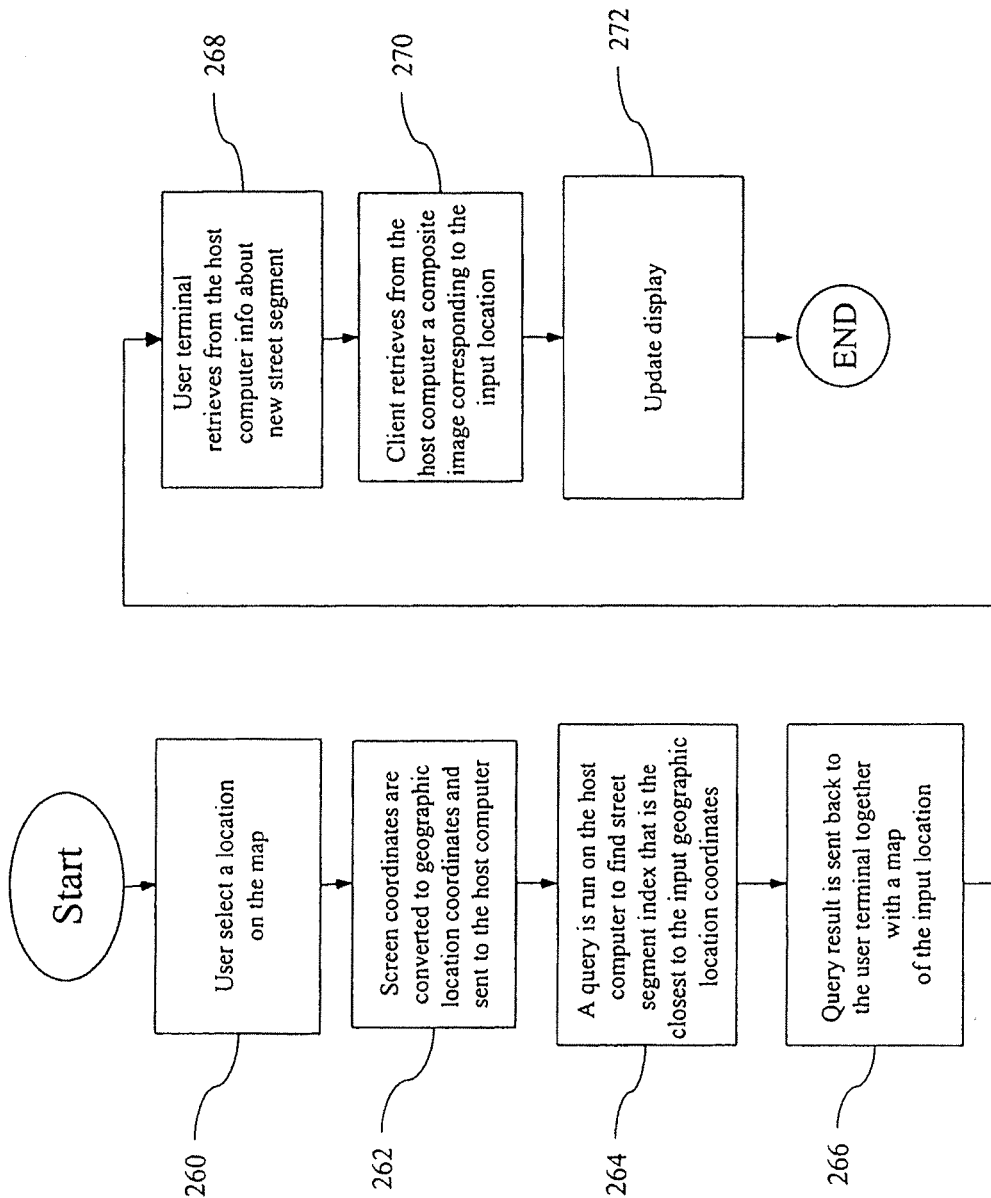 Start
User select a location
on the map
260
Screen coordinates are
converted to geographic
location coordinates and
sent to the host computer
262
A query is run on the host
computer to find street
segment index that is the
closest to the input geographic
location coordinates
264
Query result is sent back to
the user terminal together
with a map
of the input location
266
User terminal
retrieves from the host
computer info about
new street segment
268
Client retrieves from the
host computer a composite
image corresponding to the
input location
270
Update display
272
END